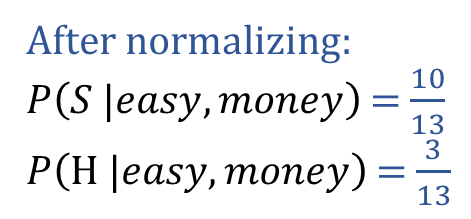 After normalizing:
P(S |easy, money) = 10/13
P(H |easy, money) = 3/13